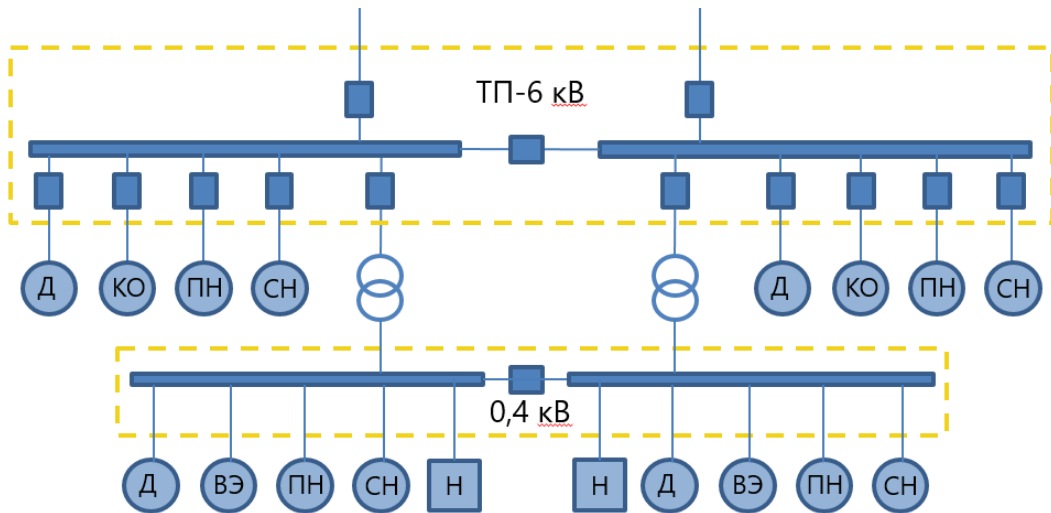 ТП-6 кВ
Д КО ПН СН Д КО ПН СН
0,4 кВ
Д ВЭ ПН СН Н Н Д ВЭ ПН СН